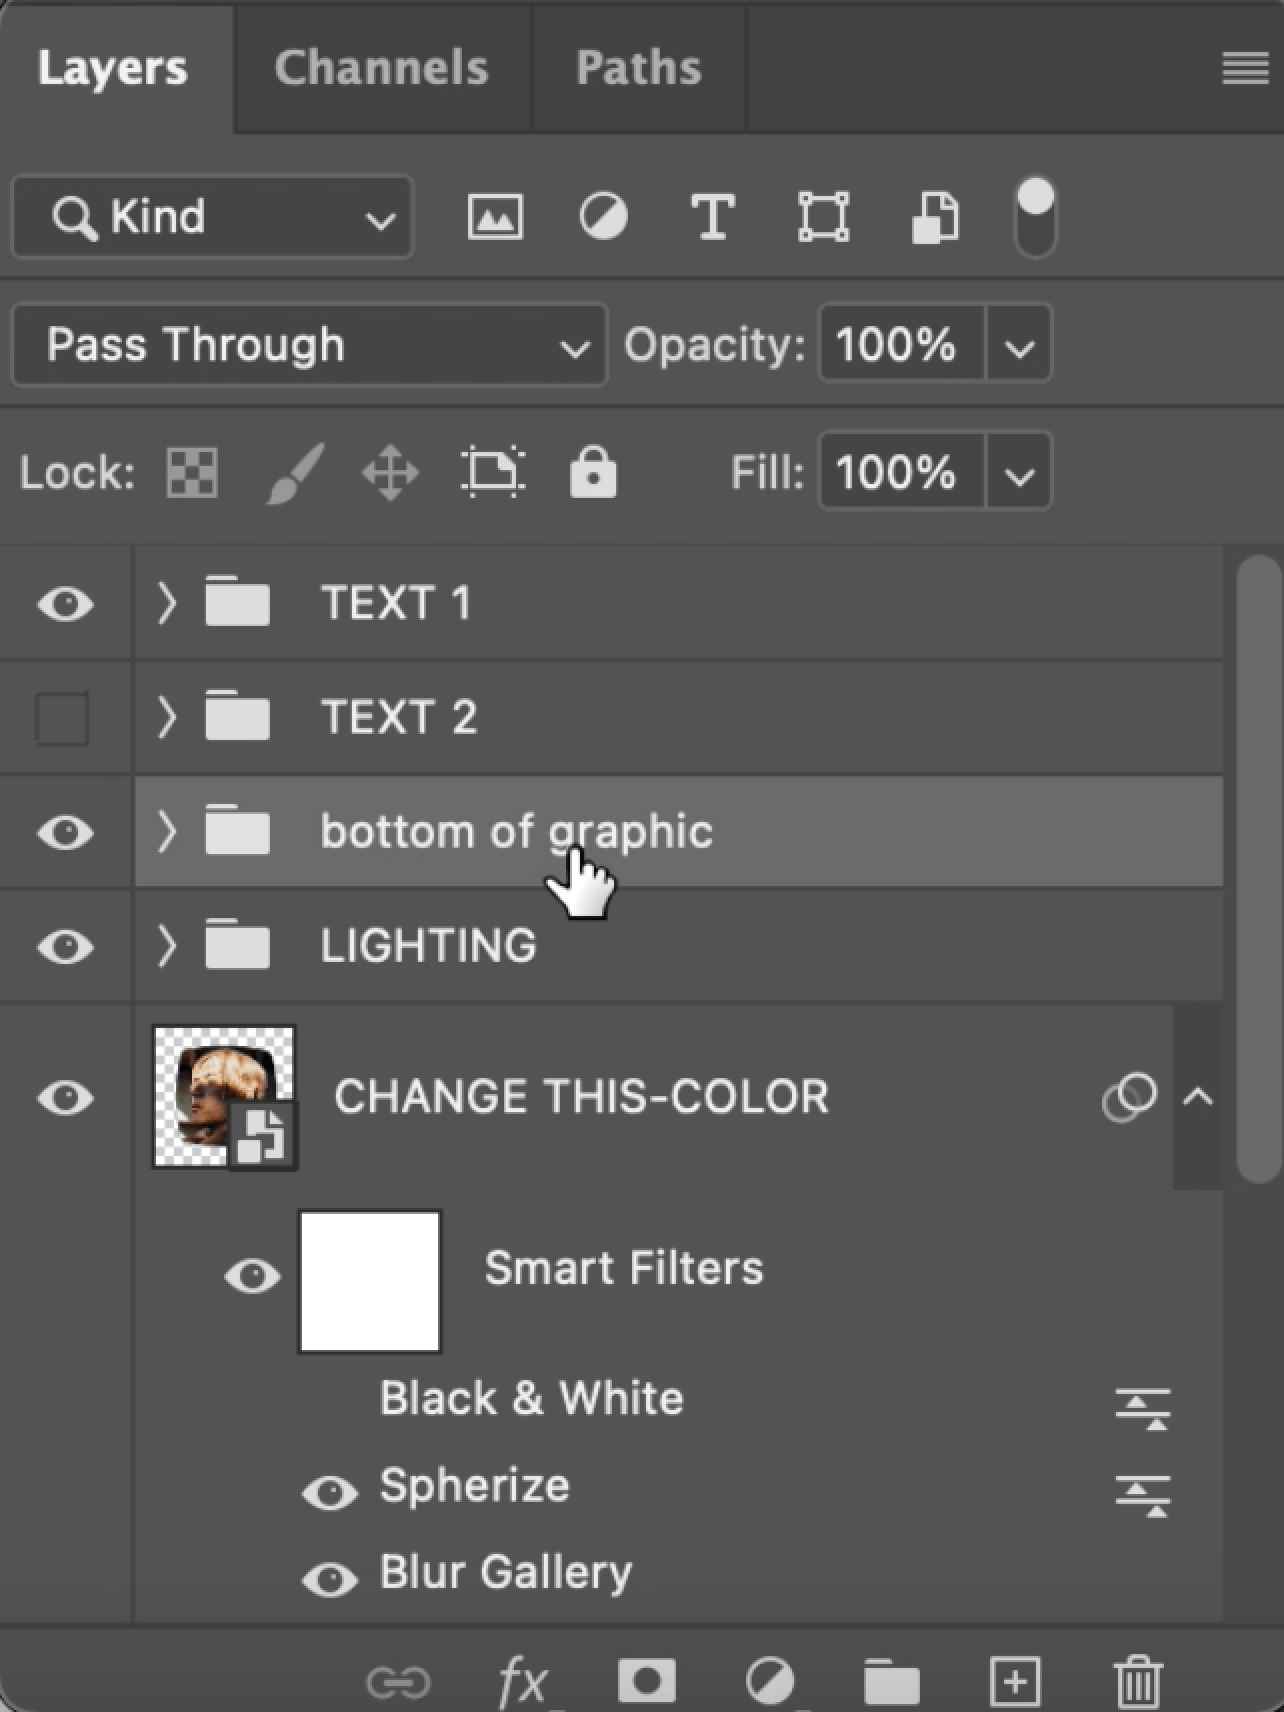 Layers Channels Paths
Kind
Pass Through Opacity: 100%
Lock: Fill: 100%
TEXT 1
TEXT 2
bottom of graphic
LIGHTING
CHANGE THIS-COLOR
Smart Filters
Black & White
Spherize
Blur Gallery
fx